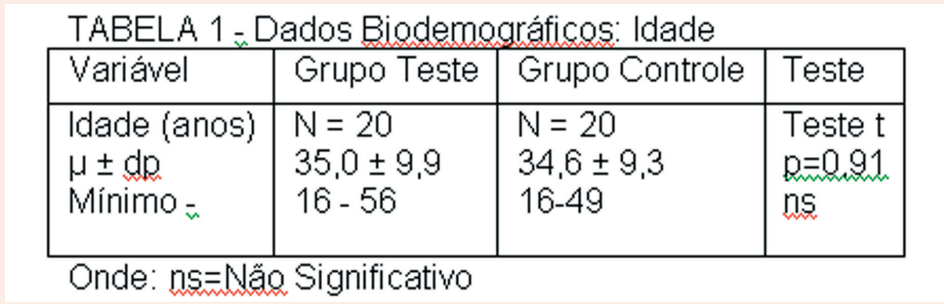 TABELA 1 - Dados Biodemográficos: Idade
Variável Grupo Teste Grupo Controle Teste
Idade (anos) N = 20 N = 20 Teste t
µ ± dp 35,0 ± 9,9 34,6 ± 9,3 p=0,91
Mínimo - 16 - 56 16-49 ns
Onde: ns=Não Significativo